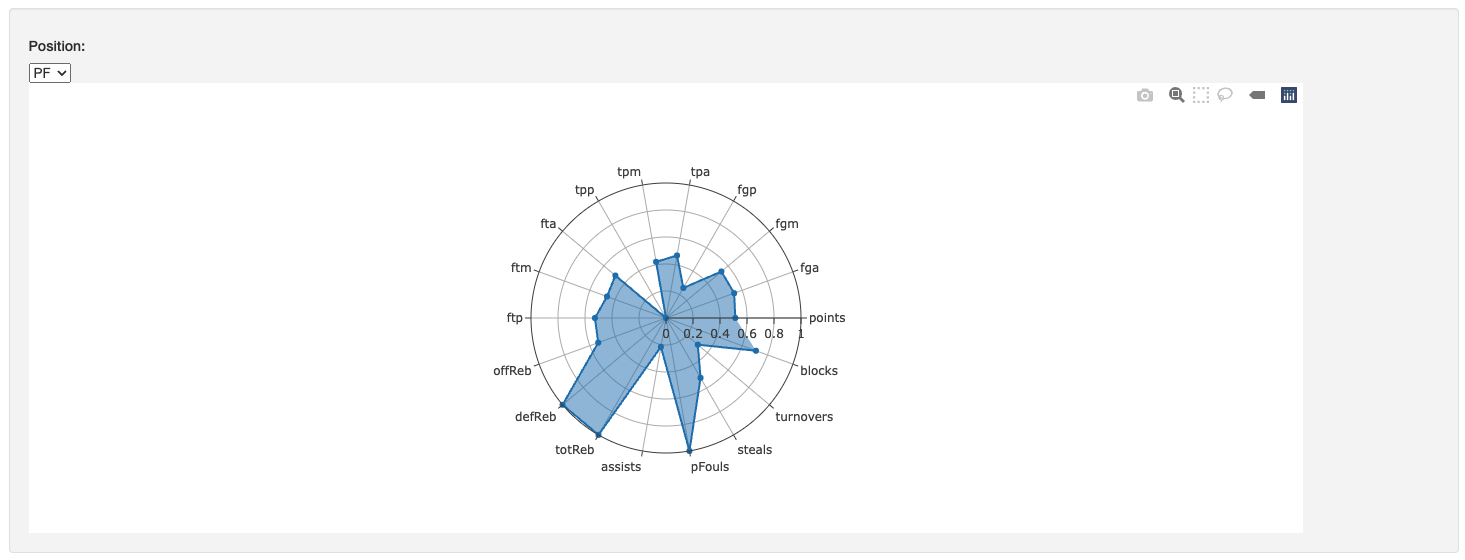 Position:
PF
tpm
tpa
tpp
fgp
fta
fgm
ftm
fga
ftp
points
0 0.2 0.4 0.6 0.8 1
offReb
blocks
defReb
turnovers
totReb
steals
assists
pFouls